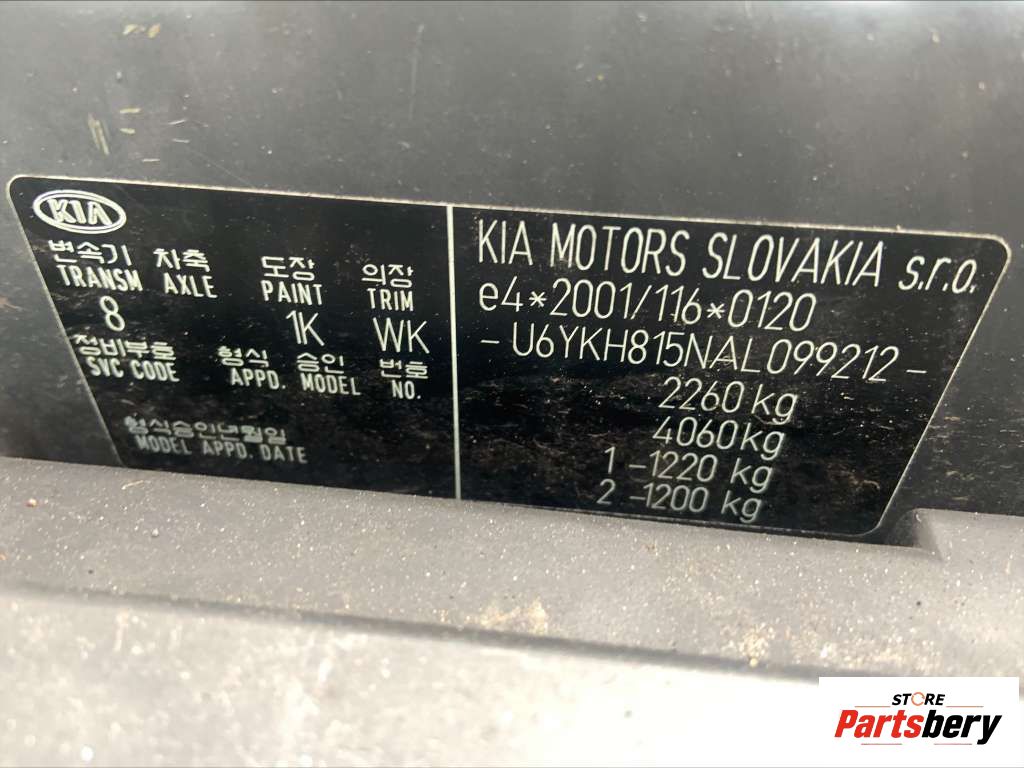 KIA
변속기 차축 도장 의장
TRANSM AXLE PAINT TRIM
8 1K WK
정비부호 형식 승인 번호
SVC CODE APPD. MODEL NO.
형식승인년월일
MODEL APPD. DATE
KIA MOTORS SLOVAKIA s.r.o.
e4*2001/116*0120
-U6YKH815NAL099212-
2260 kg
4060 kg
1 -1220 kg
2 -1200 kg
STORE
Partsbery